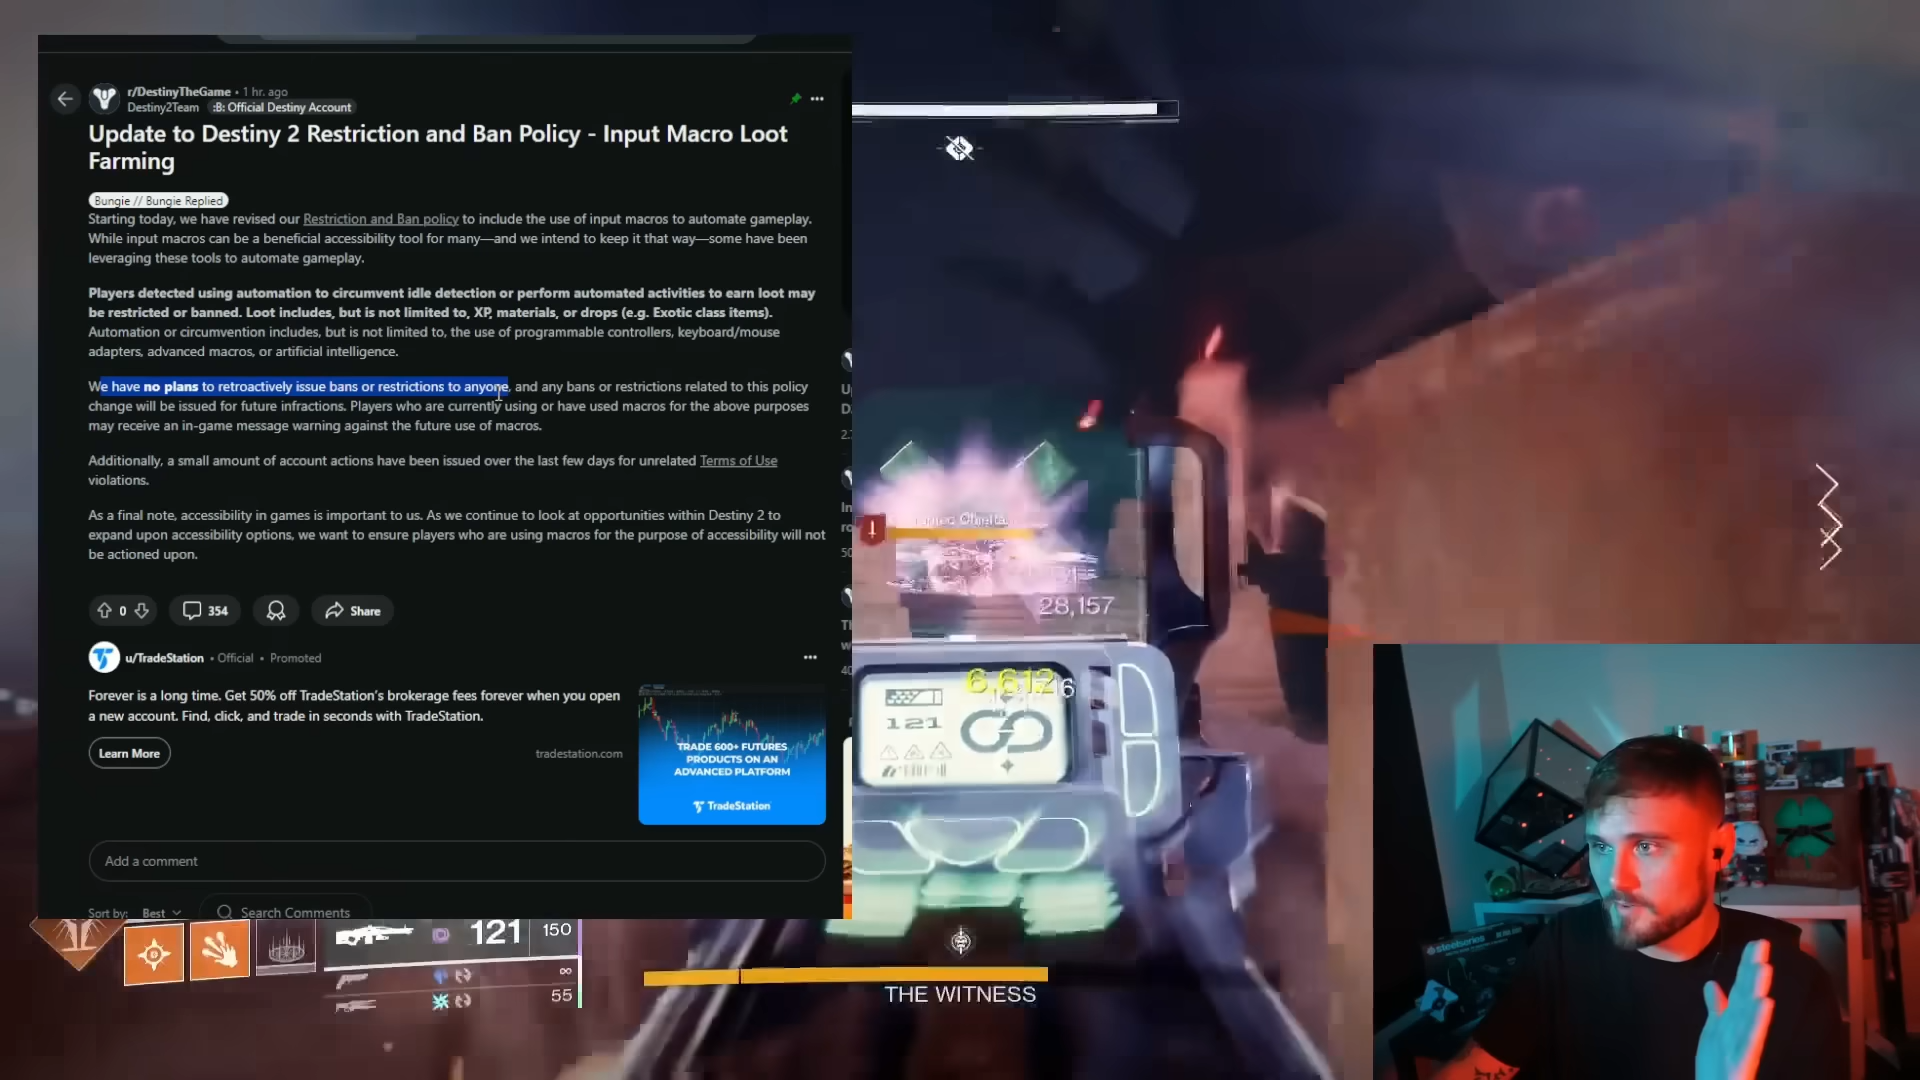 r/DestinyTheGame • 1 hr. ago
Destiny2Team :B: Official Destiny Account
Update to Destiny 2 Restriction and Ban Policy - Input Macro Loot
Farming
Bungie // Bungie Replied
Starting today, we have revised our Restriction and Ban policy to include the use of input macros to automate gameplay.
While input macros can be a beneficial accessibility tool for many—and we intend to keep it that way—some have been
leveraging these tools to automate gameplay.
Players detected using automation to circumvent idle detection or perform automated activities to earn loot may
be restricted or banned. Loot includes, but is not limited to, XP, materials, or drops (e.g. Exotic class items).
Automation or circumvention includes, but is not limited to, the use of programmable controllers, keyboard/mouse
adapters, advanced macros, or artificial intelligence.
We have no plans to retroactively issue bans or restrictions to anyone, and any bans or restrictions related to this policy
change will be issued for future infractions. Players who are currently using or have used macros for the above purposes
may receive an in-game message warning against the future use of macros.
Additionally, a small amount of account actions have been issued over the last few days for unrelated Terms of Use
violations.
As a final note, accessibility in games is important to us. As we continue to look at opportunities within Destiny 2 to
expand upon accessibility options, we want to ensure players who are using macros for the purpose of accessibility will not
be actioned upon.
0 354 Share
u/TradeStation • Official • Promoted
Forever is a long time. Get 50% off TradeStation's brokerage fees forever when you open
a new account. Find, click, and trade in seconds with TradeStation.
Learn More
tradestation.com
TRADE 600+ FUTURES
PRODUCTS ON AN
ADVANCED PLATFORM
TradeStation
Add a comment
Sort by: Best Search Comments
28,157
6,612
121
121 150
∞
55
THE WITNESS
steelseries